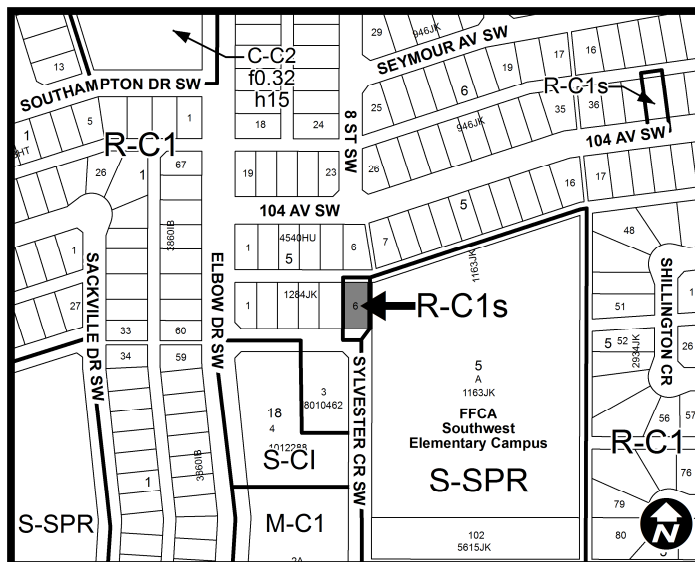 29
946JK
SEYMOUR AV SW
C-C2
f0.32
h15
13
SOUTHAMPTON DR SW
19
17
16
6
R-C1s
25
35
36
1
5
1
R-C1
18
24
8 ST SW
946JK
104 AV SW
26
1
67
19
23
26
16
17
5
104 AV SW
3860IB
1
4540HU
5
6
7
48
1
SACKVILLE DR SW
ELBOW DR SW
1163JK
SHILLINGTON CR
27
1
1284JK
6
R-C1s
51
1
33
60
5
52
2934JK
26
34
59
SYLVESTER CR SW
3
8010462
5
A
1163JK
18
4
1012288
FFCA
Southwest
Elementary Campus
56
57
S-CI
R-C1
3860IB
1
S-SPR
76
79
S-SPR
M-C1
102
5615JK
80
N